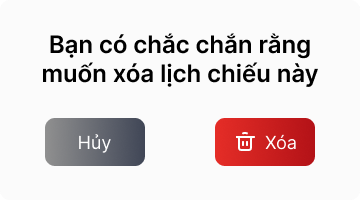 Bạn có chắc chắn rằng
muốn xóa lịch chiếu này
Hủy
Xóa